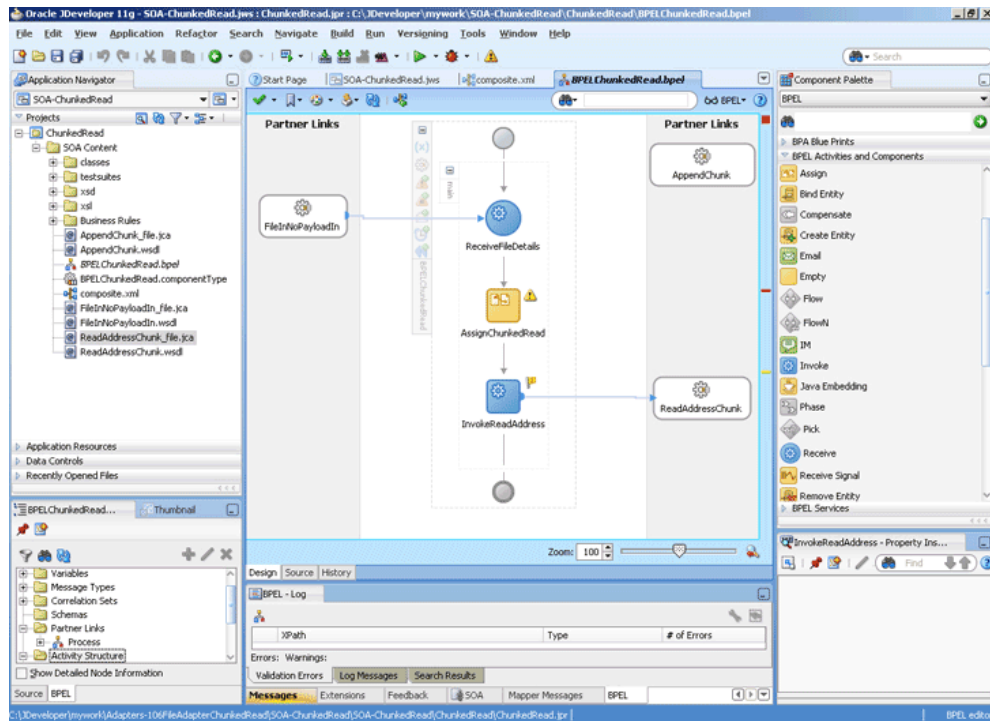 Oracle JDeveloper 11g - SOA-ChunkedRead.jws : ChunkedRead.jpr : C:\JDeveloper\mywork\SOA-ChunkedRead\ChunkedRead\BPELChunkedRead.bpel
File Edit View Application Refactor Search Navigate Build Run Versioning Tools Window Help
Search
Application Navigator
Start Page
SOA-ChunkedRead.jws
composite.xml
BPELChunkedRead.bpel
Component Palette
SOA-ChunkedRead
BPEL
BPEL
Projects
ChunkedRead
SOA Content
classes
testsuites
xsd
xsl
Business Rules
AppendChunk_file.jca
AppendChunk.wsdl
BPELChunkedRead.bpel
BPELChunkedRead.componentType
composite.xml
FileInNoPayloadIn_file.jca
FileInNoPayloadIn.wsdl
ReadAddressChunk_file.jca
ReadAddressChunk.wsdl
Application Resources
Data Controls
Recently Opened Files
Partner Links
Partner Links
main
BPELChunkedRead
AppendChunk
FileInNoPayloadIn
ReceiveFileDetails
AssignChunkedRead
ReadAddressChunk
InvokeReadAddress
Zoom: 100
Design Source History
BPA Blue Prints
BPEL Activities and Components
Assign
Bind Entity
Compensate
Create Entity
Email
Empty
Flow
FlowN
IM
Invoke
Java Embedding
Phase
Pick
Receive
Receive Signal
Remove Entity
BPEL Services
BPELChunkedRead...
Thumbnail
Variables
Message Types
Correlation Sets
Schemas
Partner Links
Process
Activity Structure
Show Detailed Node Information
Source BPEL
BPEL - Log
XPath Type # of Errors
Errors: Warnings:
Validation Errors Log Messages Search Results
Messages Extensions Feedback SOA Mapper Messages BPEL
InvokeReadAddress - Property Ins...
Find
C:\JDeveloper\mywork\Adapters-106FileAdapterChunkedRead\SOA-ChunkedRead\SOA-ChunkedRead\ChunkedRead\ChunkedRead.jpr
BPEL edito